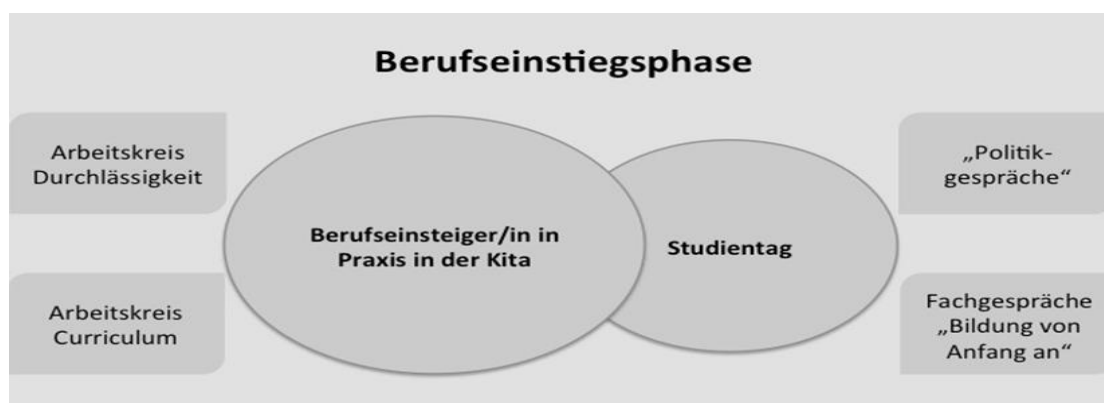 Berufseinstiegsphase
Arbeitskreis
Durchlässigkeit
Arbeitskreis
Curriculum
Berufseinsteiger/in in
Praxis in der Kita
Studientag
„Politik-
gespräche“
Fachgespräche
„Bildung von
Anfang an“